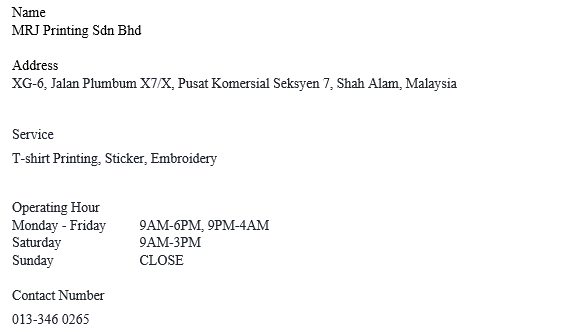 Name
MRJ Printing Sdn Bhd
Address
XG-6, Jalan Plumbum X7/X, Pusat Komersial Seksyen 7, Shah Alam, Malaysia
Service
T-shirt Printing, Sticker, Embroidery
Operating Hour
Monday - Friday 9AM-6PM, 9PM-4AM
Saturday 9AM-3PM
Sunday CLOSE
Contact Number
013-346 0265